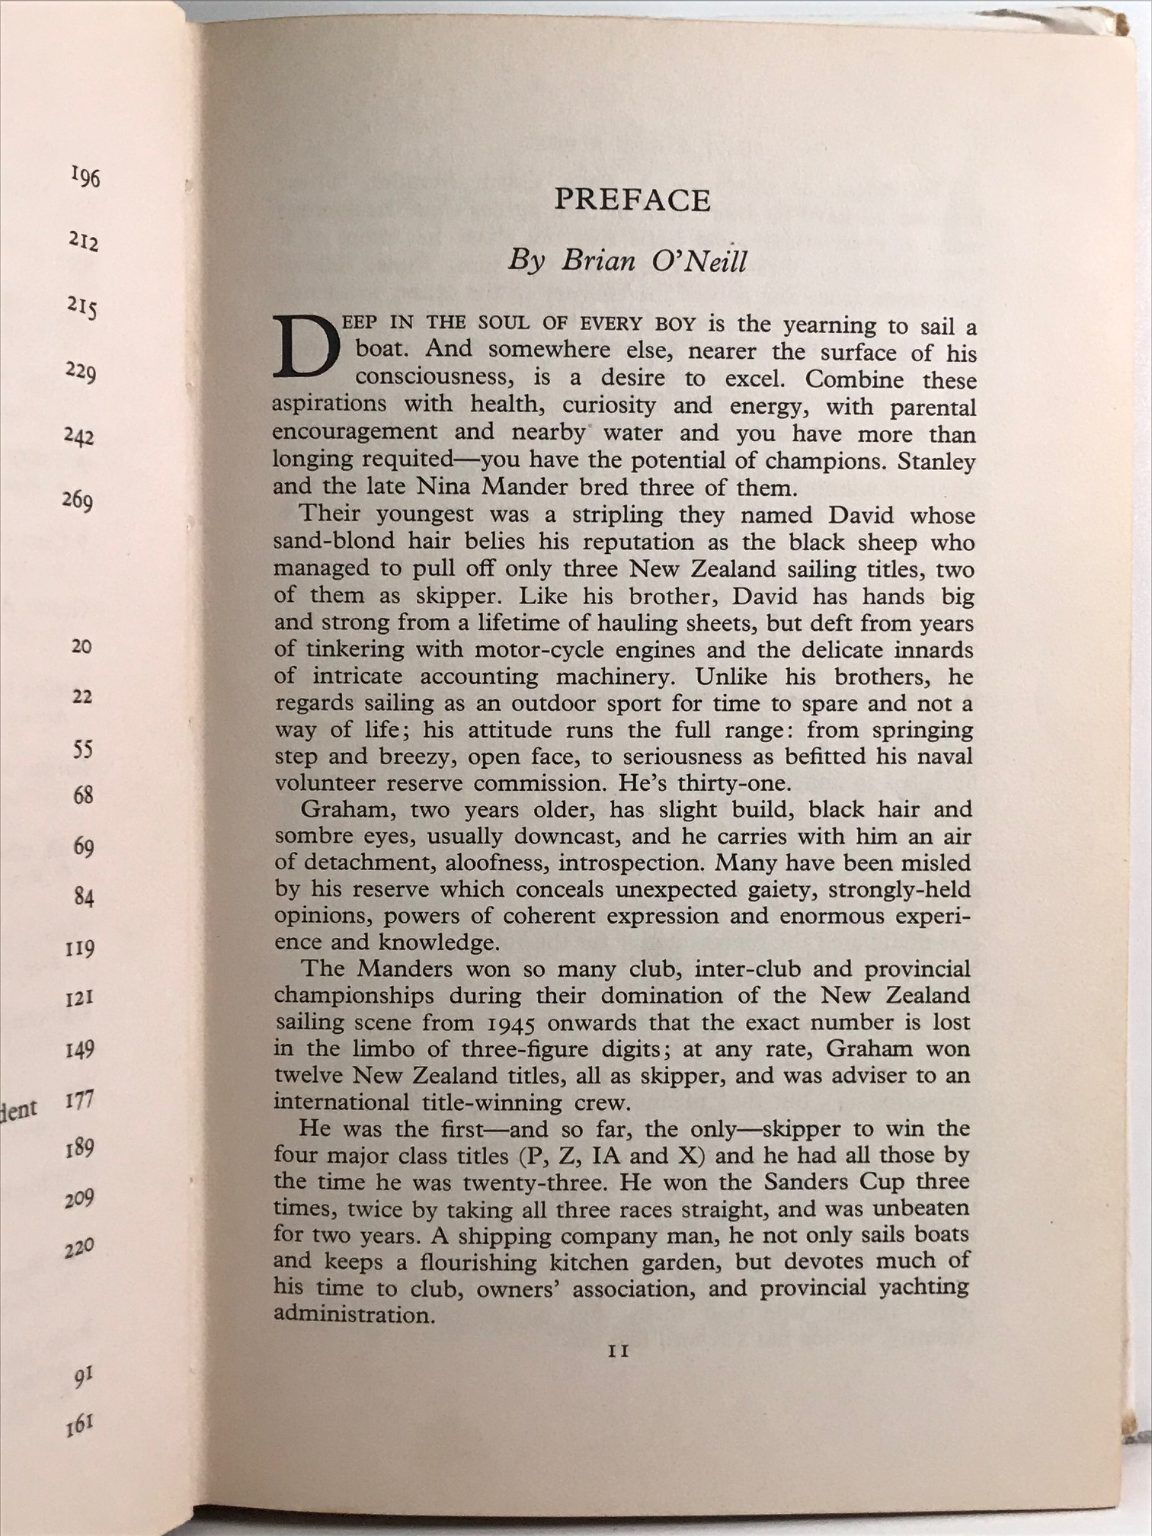 196
212
215
229
242
269
20
22
55
68
69
84
119
121
149
dent 177
189
209
220
91
161
PREFACE
By Brian O'Neill
DEEP IN THE SOUL OF EVERY BOY is the yearning to sail a
boat. And somewhere else, nearer the surface of his
consciousness, is a desire to excel. Combine these
aspirations with health, curiosity and energy, with parental
encouragement and nearby water and you have more than
longing requited—you have the potential of champions. Stanley
and the late Nina Mander bred three of them.
Their youngest was a stripling they named David whose
sand-blond hair belies his reputation as the black sheep who
managed to pull off only three New Zealand sailing titles, two
of them as skipper. Like his brother, David has hands big
and strong from a lifetime of hauling sheets, but deft from years
of tinkering with motor-cycle engines and the delicate innards
of intricate accounting machinery. Unlike his brothers, he
regards sailing as an outdoor sport for time to spare and not a
way of life; his attitude runs the full range: from springing
step and breezy, open face, to seriousness as befitted his naval
volunteer reserve commission. He's thirty-one.
Graham, two years older, has slight build, black hair and
sombre eyes, usually downcast, and he carries with him an air
of detachment, aloofness, introspection. Many have been misled
by his reserve which conceals unexpected gaiety, strongly-held
opinions, powers of coherent expression and enormous experi-
ence and knowledge.
The Manders won so many club, inter-club and provincial
championships during their domination of the New Zealand
sailing scene from 1945 onwards that the exact number is lost
in the limbo of three-figure digits; at any rate, Graham won
twelve New Zealand titles, all as skipper, and was adviser to an
international title-winning crew.
He was the first—and so far, the only—skipper to win the
four major class titles (P, Z, IA and X) and he had all those by
the time he was twenty-three. He won the Sanders Cup three
times, twice by taking all three races straight, and was unbeaten
for two years. A shipping company man, he not only sails boats
and keeps a flourishing kitchen garden, but devotes much of
his time to club, owners' association, and provincial yachting
administration.
11